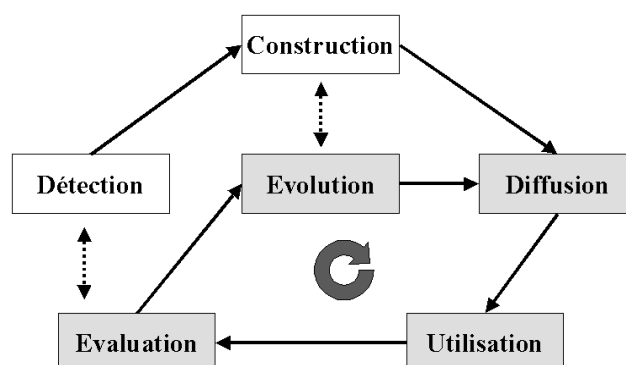 Construction
Détection
Evolution
Diffusion
Evaluation
Utilisation